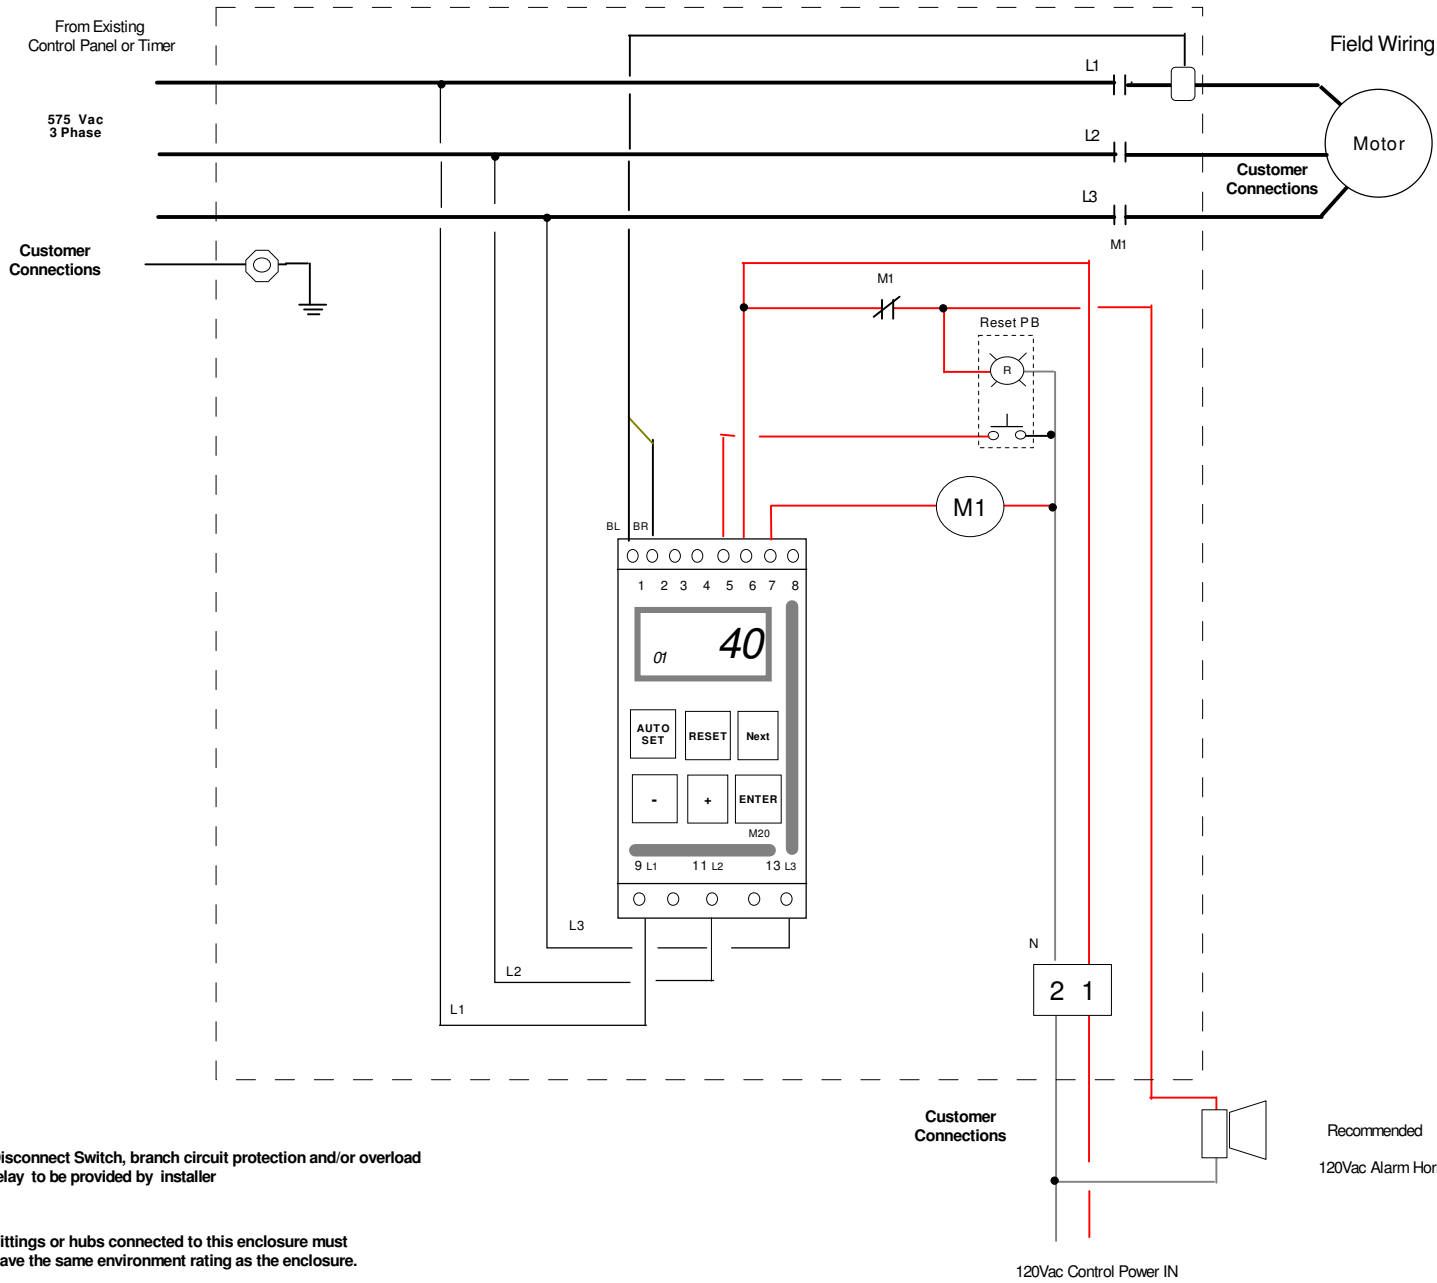 From Existing
Control Panel or Timer
Field Wiring
L1
575 Vac
3 Phase
L2
Motor
Customer
Connections
L3
M1
Customer
Connections
M1
Reset PB
R
M1
BL BR
1 2 3 4 5 6 7 8
01 40
AUTO
SET
RESET
Next
-
+
ENTER
M20
9 L1 11 L2 13 L3
L3
L2
L1
N
2 1
Customer
Connections
Recommended
120Vac Alarm Hor
isconnect Switch, branch circuit protection and/or overload
elay to be provided by installer
ittings or hubs connected to this enclosure must
ave the same environment rating as the enclosure.
120Vac Control Power IN